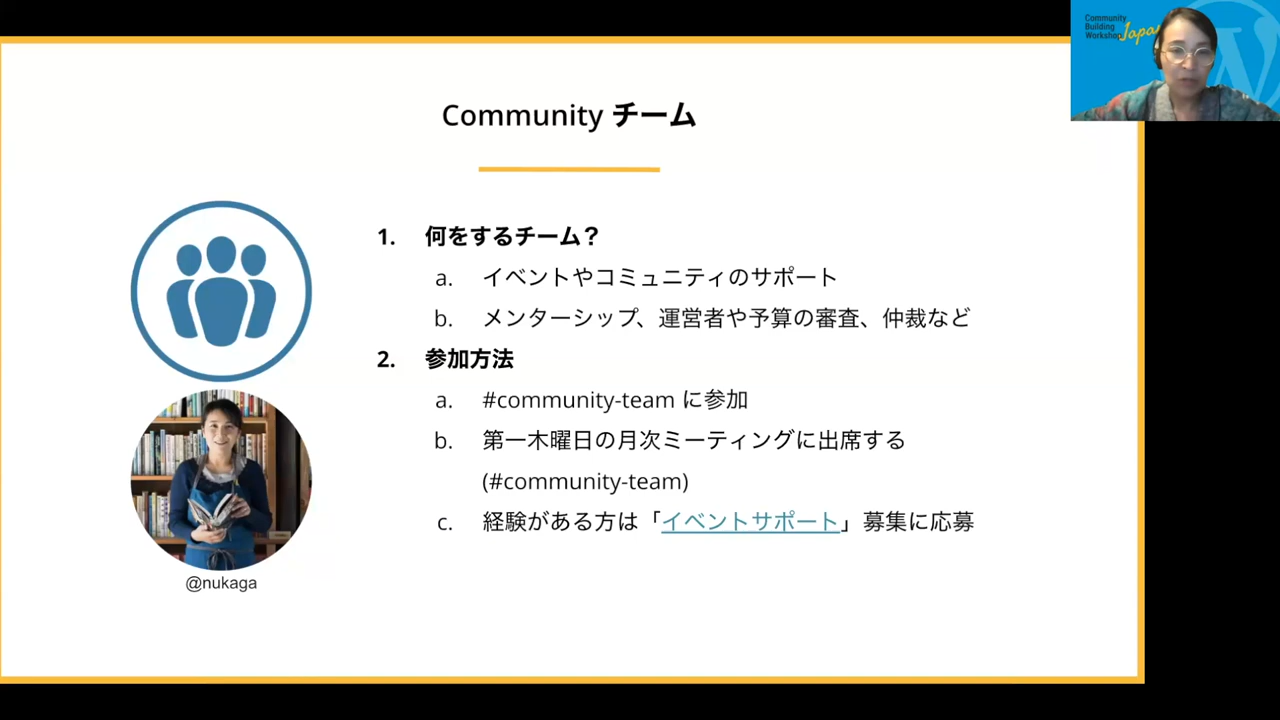 Community
Building
Workshop Japan
Community チーム
1. 何をするチーム？
a. イベントやコミュニティのサポート
b. メンターシップ、運営者や予算の審査、仲裁など
2. 参加方法
a. #community-team に参加
b. 第一木曜日の月次ミーティングに出席する
(#community-team)
c. 経験がある方は「イベントサポート」募集に応募
@nukaga